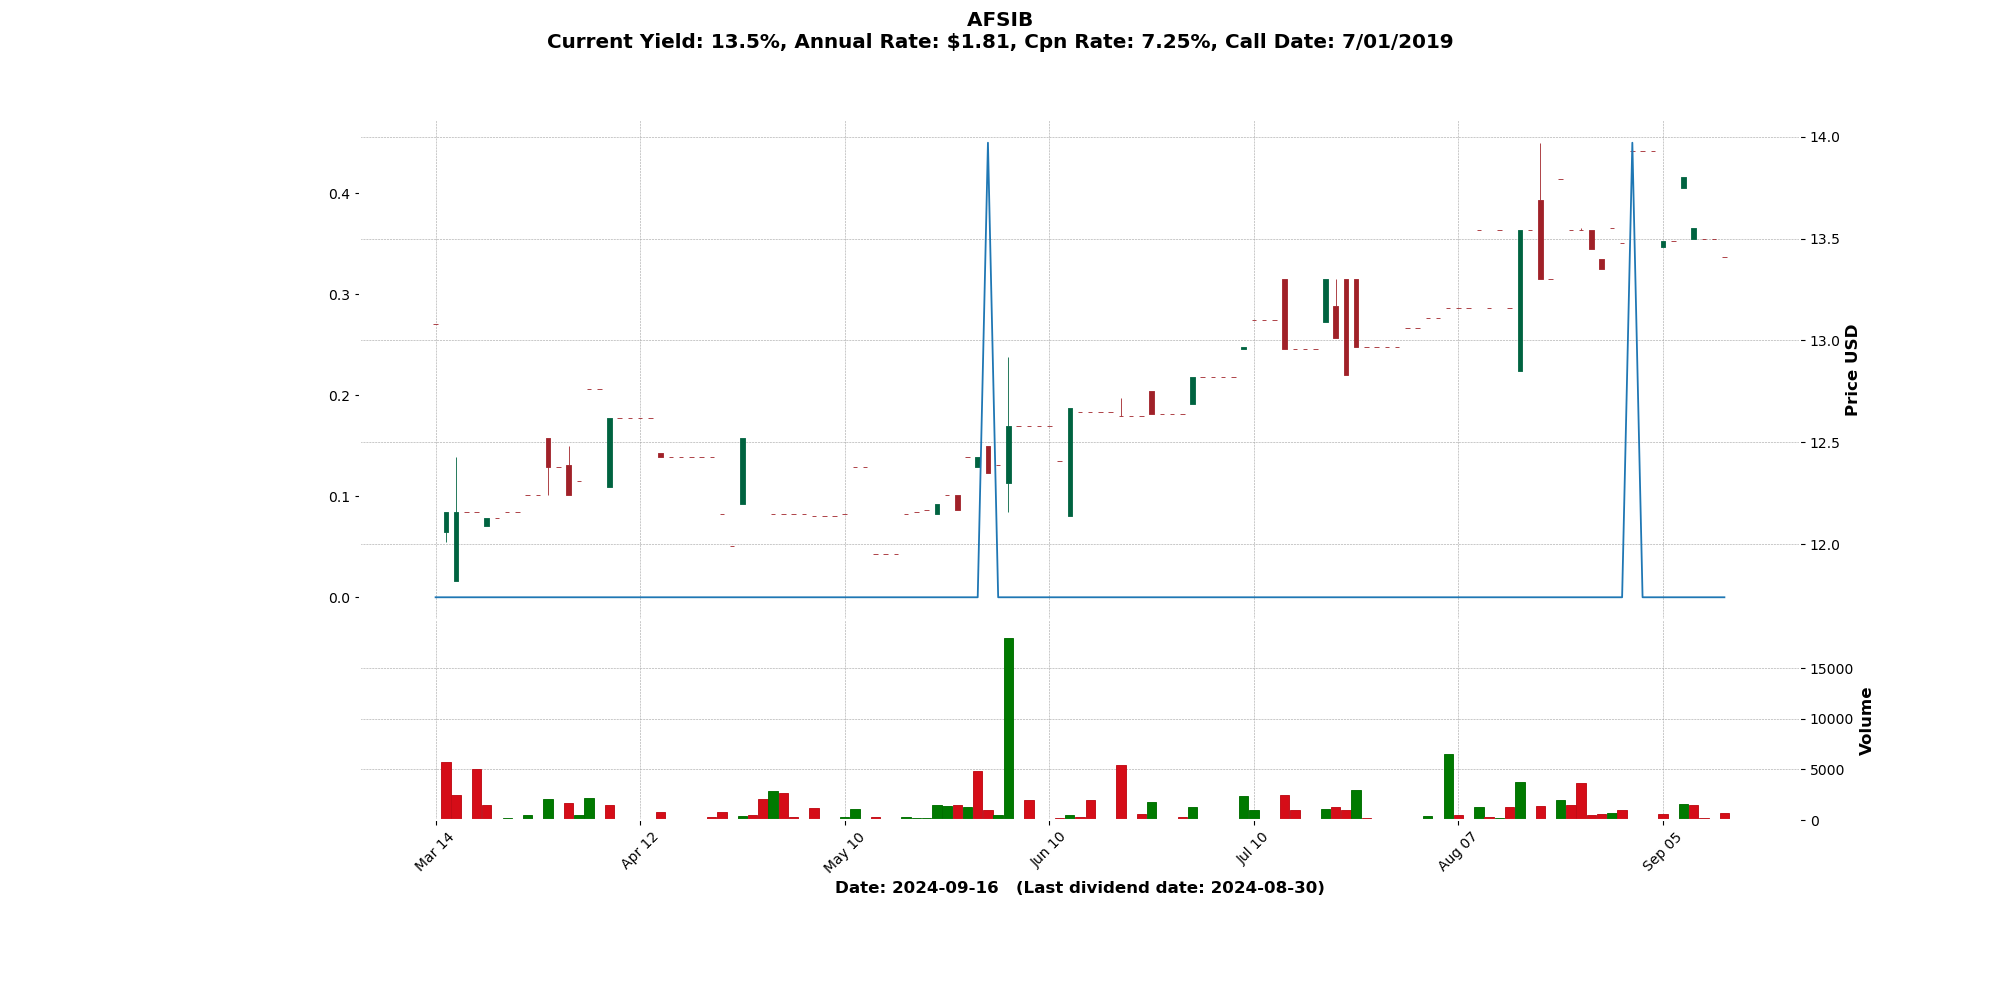 AFSIB
Current Yield: 13.5%, Annual Rate: $1.81, Cpn Rate: 7.25%, Call Date: 7/01/2019
0.4
0.3
0.2
0.1
0.0
14.0
13.5
13.0
12.5
12.0
Price USD
15000
10000
5000
0
Volume
Mar 14
Apr 12
May 10
Jun 10
Jul 10
Aug 07
Sep 05
Date: 2024-09-16 (Last dividend date: 2024-08-30)